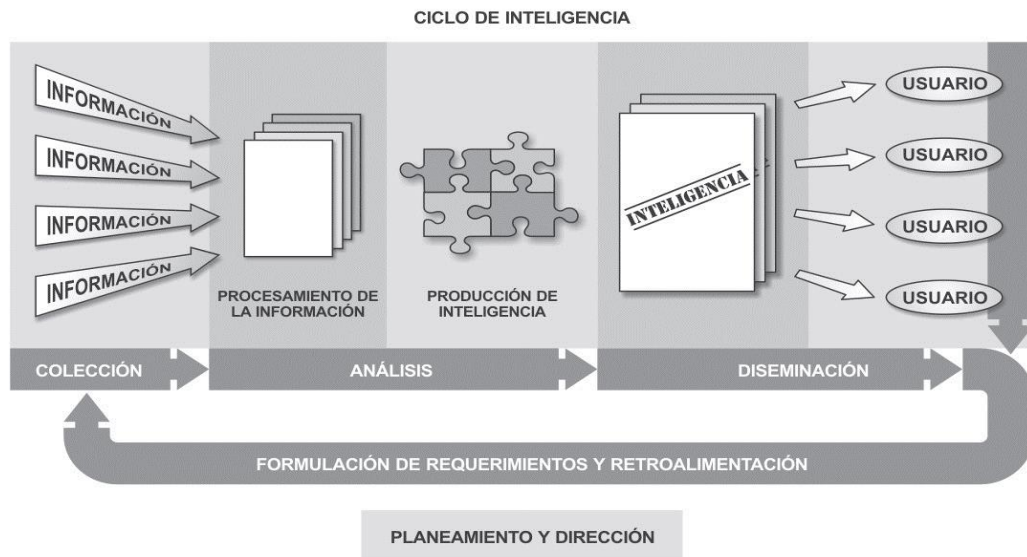 CICLO DE INTELIGENCIA
INFORMACIÓN
INFORMACIÓN
INFORMACIÓN
INFORMACIÓN
PROCESAMIENTO DE
LA INFORMACIÓN
PRODUCCIÓN DE
INTELIGENCIA
INTELIGENCIA
USUARIO
USUARIO
USUARIO
USUARIO
COLECCIÓN
ANÁLISIS
DISEMINACIÓN
FORMULACIÓN DE REQUERIMIENTOS Y RETROALIMENTACIÓN
PLANEAMIENTO Y DIRECCIÓN